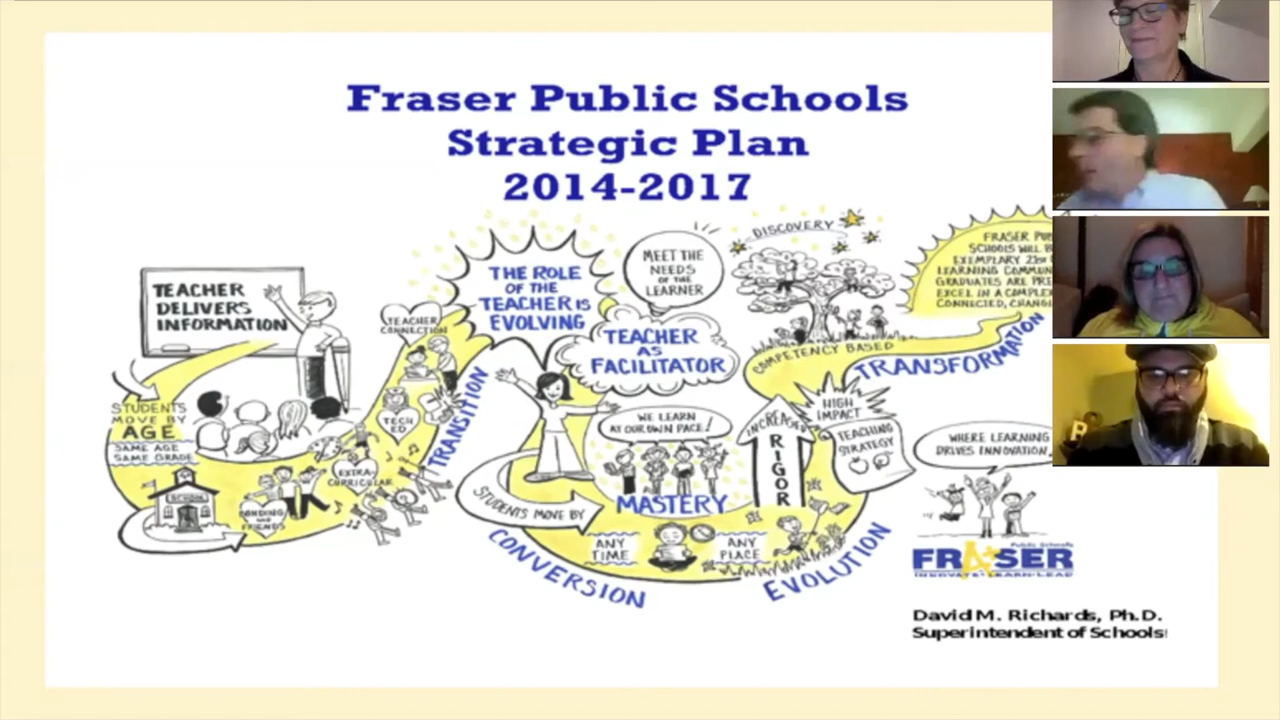 Fraser Public Schools
Strategic Plan
2014-2017
TEACHER
DELIVERS
INFORMATION
STUDENTS
MOVE BY
AGE
SAME AGE
SAME GRADE
SCHOOL
BONDING
AND
FRIENDS
EXTRA-
CURRICULAR
TEACHER
CONNECTION
TECH
ED
TRANSITION
THE ROLE
OF THE
TEACHER IS
EVOLVING
MEET THE
NEEDS
OF THE
LEARNER
TEACHER
AS
FACILITATOR
WE LEARN
AT OUR OWN PACE!
MASTERY
STUDENTS MOVE BY
ANY
TIME
ANY
PLACE
CONVERSION
EVOLUTION
INCREASED
RIGOR
HIGH
IMPACT
TEACHING
STRATEGY
DISCOVERY
COMPETENCY BASED
TRANSFORMATION
FRASER PUB
SCHOOLS WILL B
EXEMPLARY 21st
LEARNING COMMUN
GRADUATES ARE PRE
EXCEL IN A COMPLE
CONNECTED, CHANG
WHERE LEARNING
DRIVES INNOVATION
Public Schools
FRASER
INNOVATE·LEARN·LEAD
David M. Richards, Ph.D.
Superintendent of Schools
B